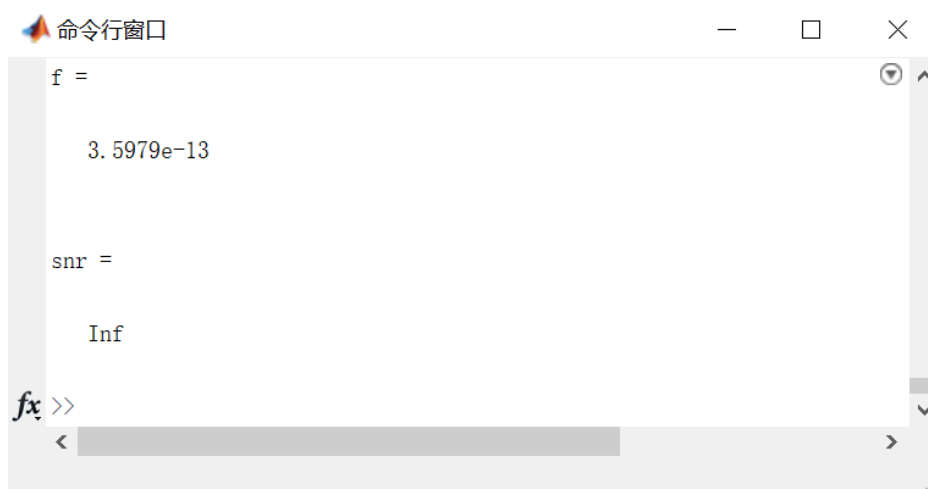 命令行窗口
f =
3.5979e-13
snr =
Inf
fx >>